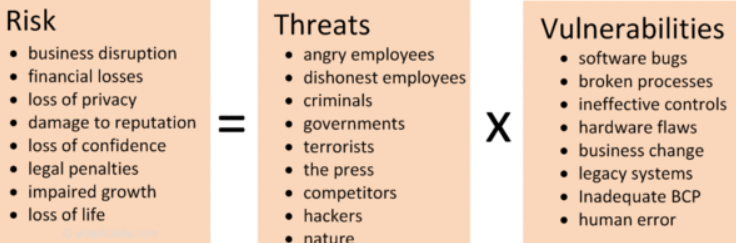 Risk
• business disruption
• financial losses
• loss of privacy
• damage to reputation
• loss of confidence
• legal penalties
• impaired growth
• loss of life
=
Threats
• angry employees
• dishonest employees
• criminals
• governments
• terrorists
• the press
• competitors
• hackers
• nature
X
Vulnerabilities
• software bugs
• broken processes
• ineffective controls
• hardware flaws
• business change
• legacy systems
• Inadequate BCP
• human error